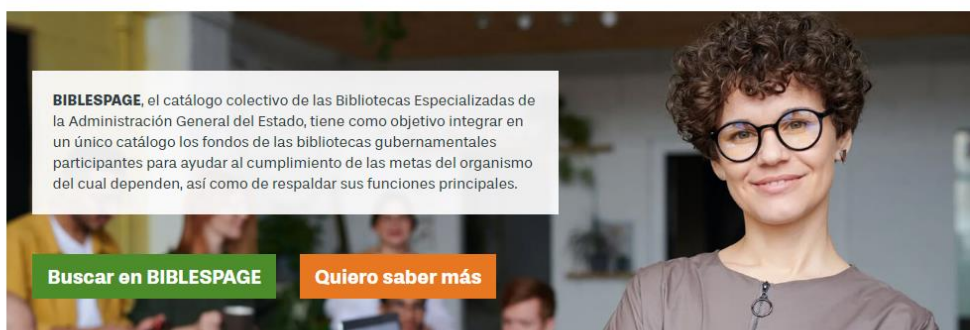 BIBLESPAGE, el catálogo colectivo de las Bibliotecas Especializadas de
la Administración General del Estado, tiene como objetivo integrar en
un único catálogo los fondos de las bibliotecas gubernamentales
participantes para ayudar al cumplimiento de las metas del organismo
del cual dependen, así como de respaldar sus funciones principales.
Buscar en BIBLESPAGE
Quiero saber más